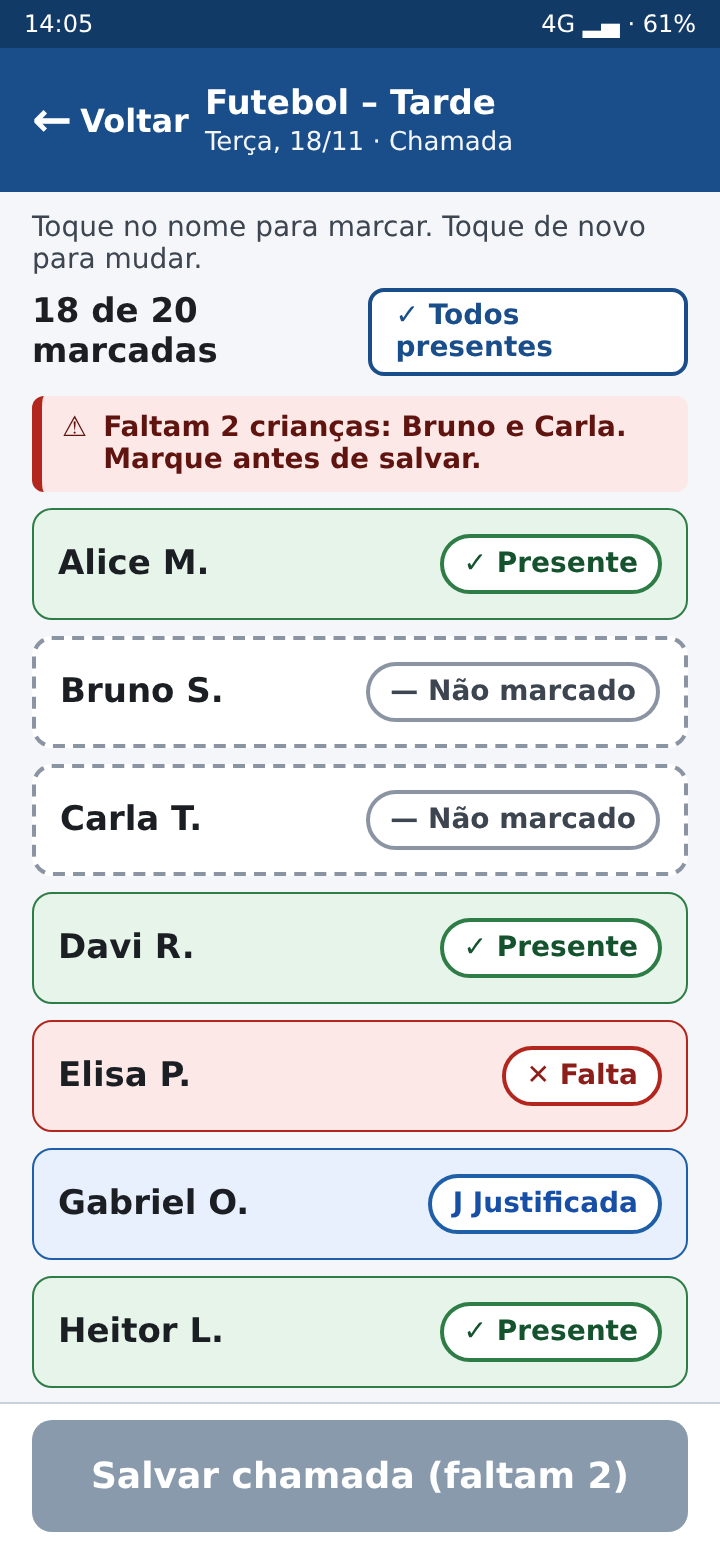 14:05
4G ▂▃ · 61%
← Voltar
Futebol – Tarde
Terça, 18/11 · Chamada
Toque no nome para marcar. Toque de novo
para mudar.
18 de 20
marcadas
✓ Todos
presentes
⚠ Faltam 2 crianças: Bruno e Carla.
Marque antes de salvar.
Alice M.
✓ Presente
Bruno S.
— Não marcado
Carla T.
— Não marcado
Davi R.
✓ Presente
Elisa P.
✕ Falta
Gabriel O.
J Justificada
Heitor L.
✓ Presente
Salvar chamada (faltam 2)